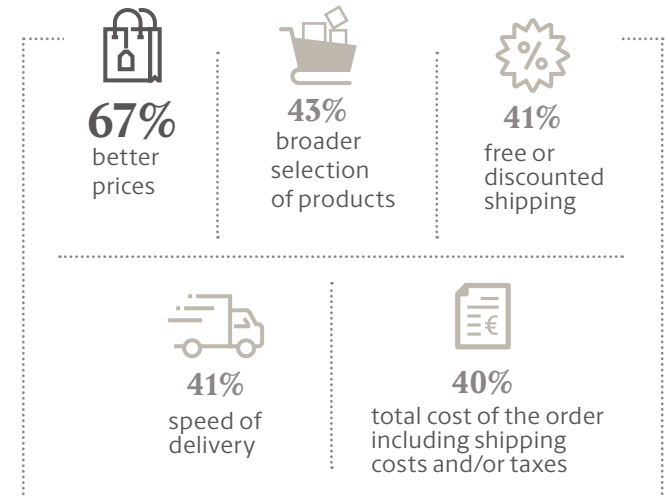 67%
better
prices
43%
broader
selection
of products
%
41%
free or
discounted
shipping
41%
speed of
delivery
€
40%
total cost of the order
including shipping
costs and/or taxes